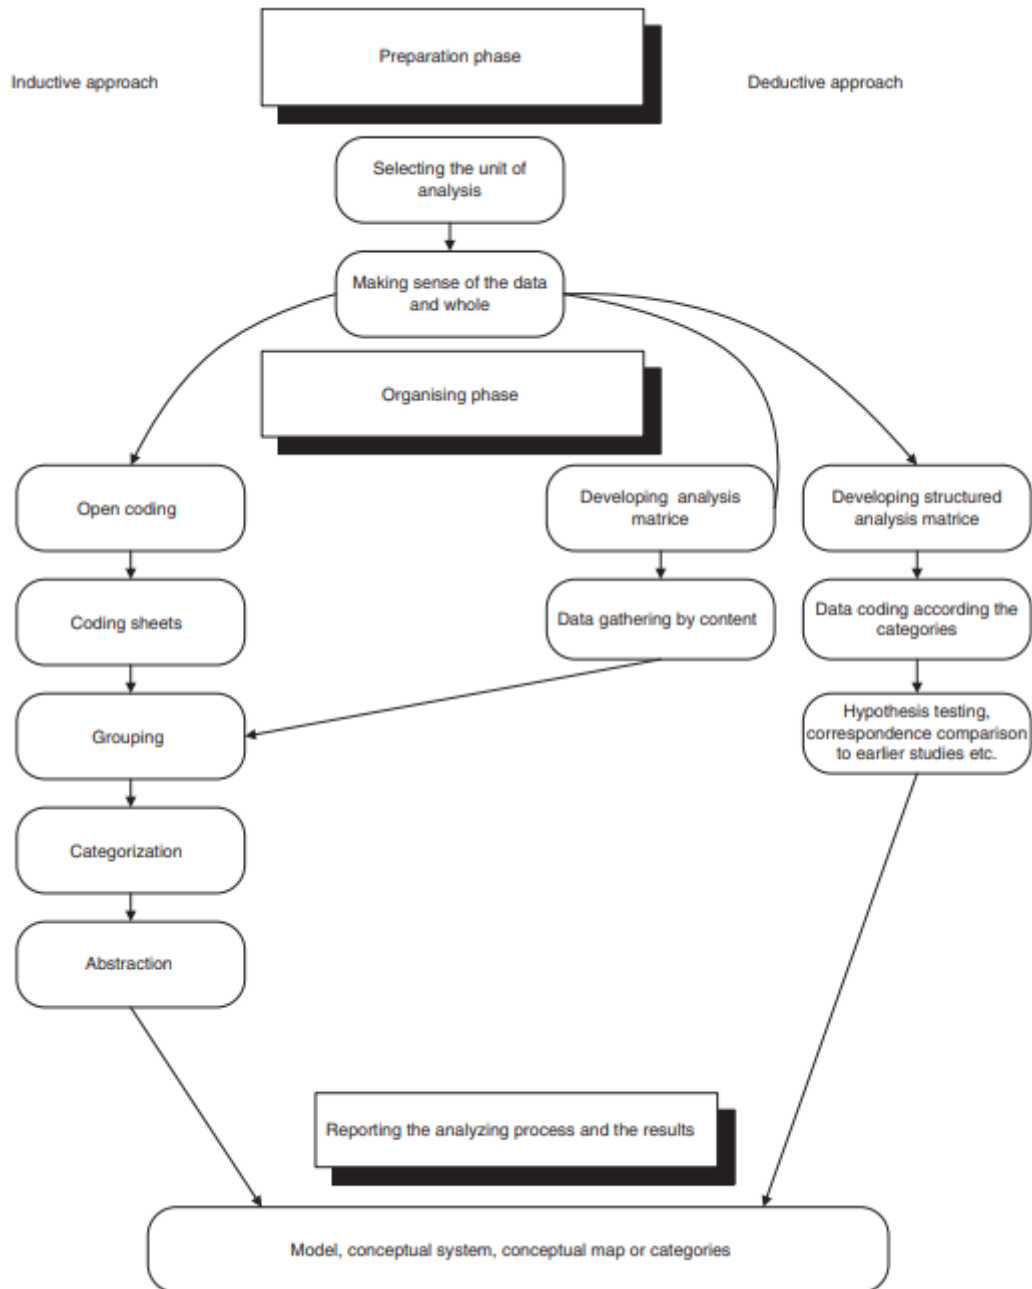 Preparation phase
Inductive approach
Deductive approach
Selecting the unit of
analysis
Making sense of the data
and whole
Organising phase
Open coding
Developing analysis
matrice
Developing structured
analysis matrice
Coding sheets
Data gathering by content
Data coding according the
categories
Grouping
Hypothesis testing,
correspondence comparison
to earlier studies etc.
Categorization
Abstraction
Reporting the analyzing process and the results
Model, conceptual system, conceptual map or categories